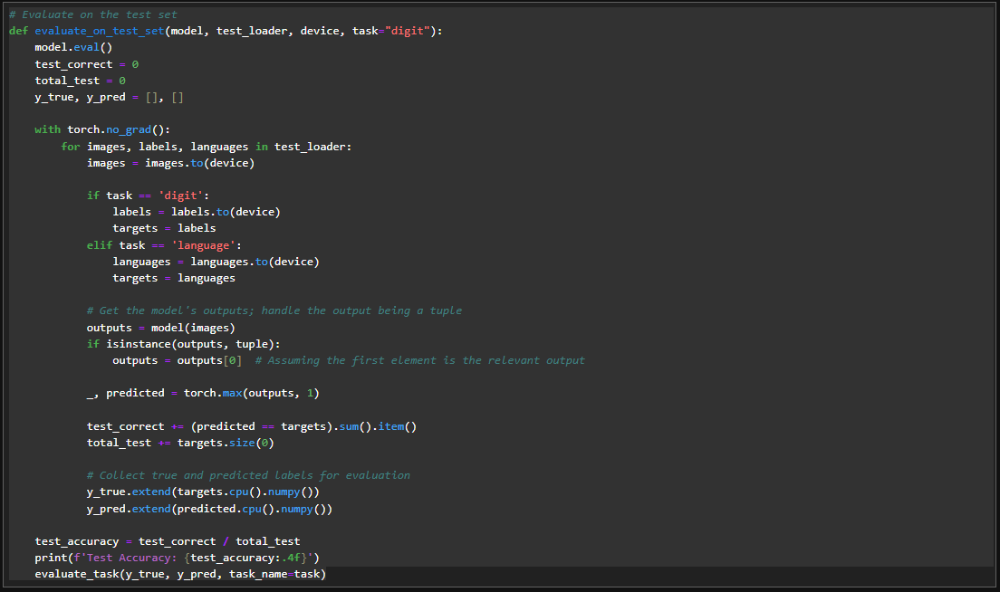 # Evaluate on the test set
def evaluate_on_test_set(model, test_loader, device, task="digit"):
    model.eval()
    test_correct = 0
    total_test = 0
    y_true, y_pred = [], []

    with torch.no_grad():
        for images, labels, languages in test_loader:
            images = images.to(device)

            if task == 'digit':
                labels = labels.to(device)
                targets = labels
            elif task == 'language':
                languages = languages.to(device)
                targets = languages

            # Get the model's outputs; handle the output being a tuple
            outputs = model(images)
            if isinstance(outputs, tuple):
                outputs = outputs[0]  # Assuming the first element is the relevant output

            _, predicted = torch.max(outputs, 1)

            test_correct += (predicted == targets).sum().item()
            total_test += targets.size(0)

            # Collect true and predicted labels for evaluation
            y_true.extend(targets.cpu().numpy())
            y_pred.extend(predicted.cpu().numpy())

    test_accuracy = test_correct / total_test
    print(f'Test Accuracy: {test_accuracy:.4f}')
    evaluate_task(y_true, y_pred, task_name=task)